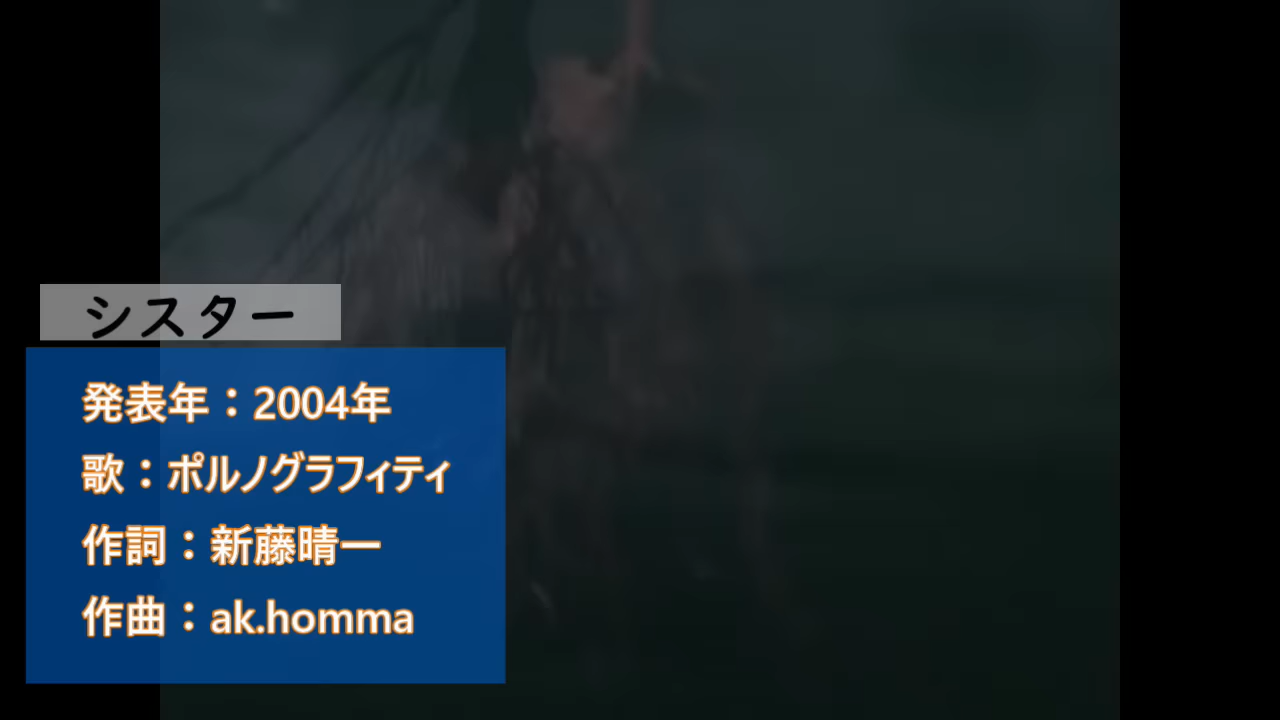 シスター
発表年：2004年
歌：ポルノグラフィティ
作詞：新藤晴一
作曲：ak.homma